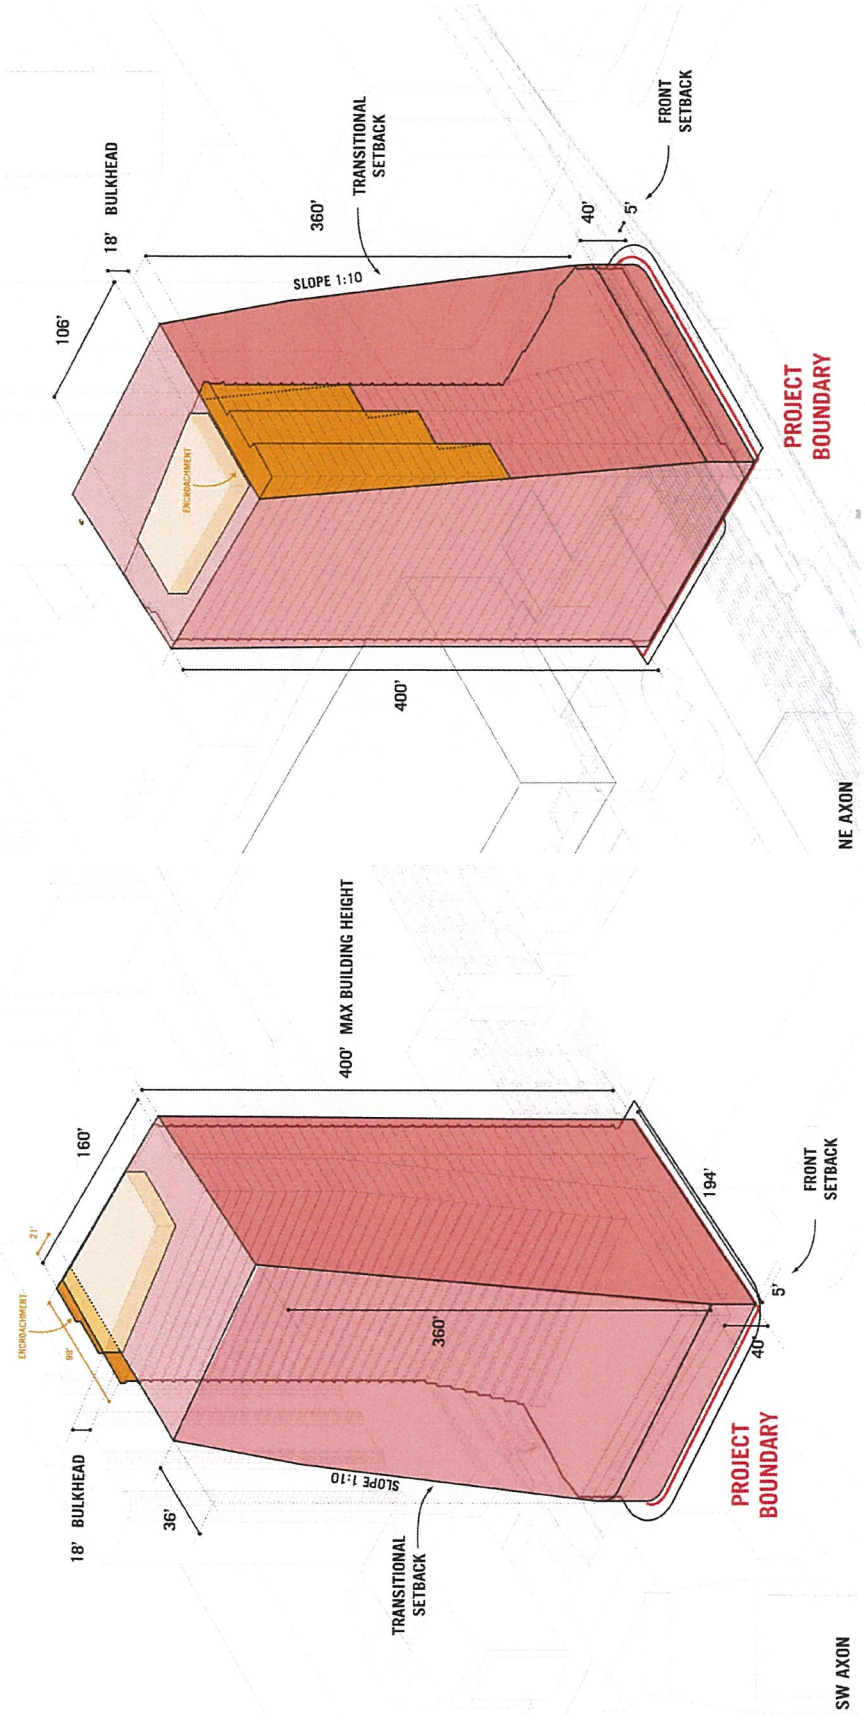 18' BULKHEAD
106'
360'
TRANSITIONAL
SETBACK
SLOPE 1:10
ENCROACHMENT
40'
5'
FRONT
SETBACK
400'
PROJECT
BOUNDARY
NE AXON
21'
160'
ENCROACHMENT
99'
18' BULKHEAD
36'
400' MAX BUILDING HEIGHT
SLOPE 1:10
TRANSITIONAL
SETBACK
360'
194'
40'
5'
FRONT
SETBACK
PROJECT
BOUNDARY
SW AXON